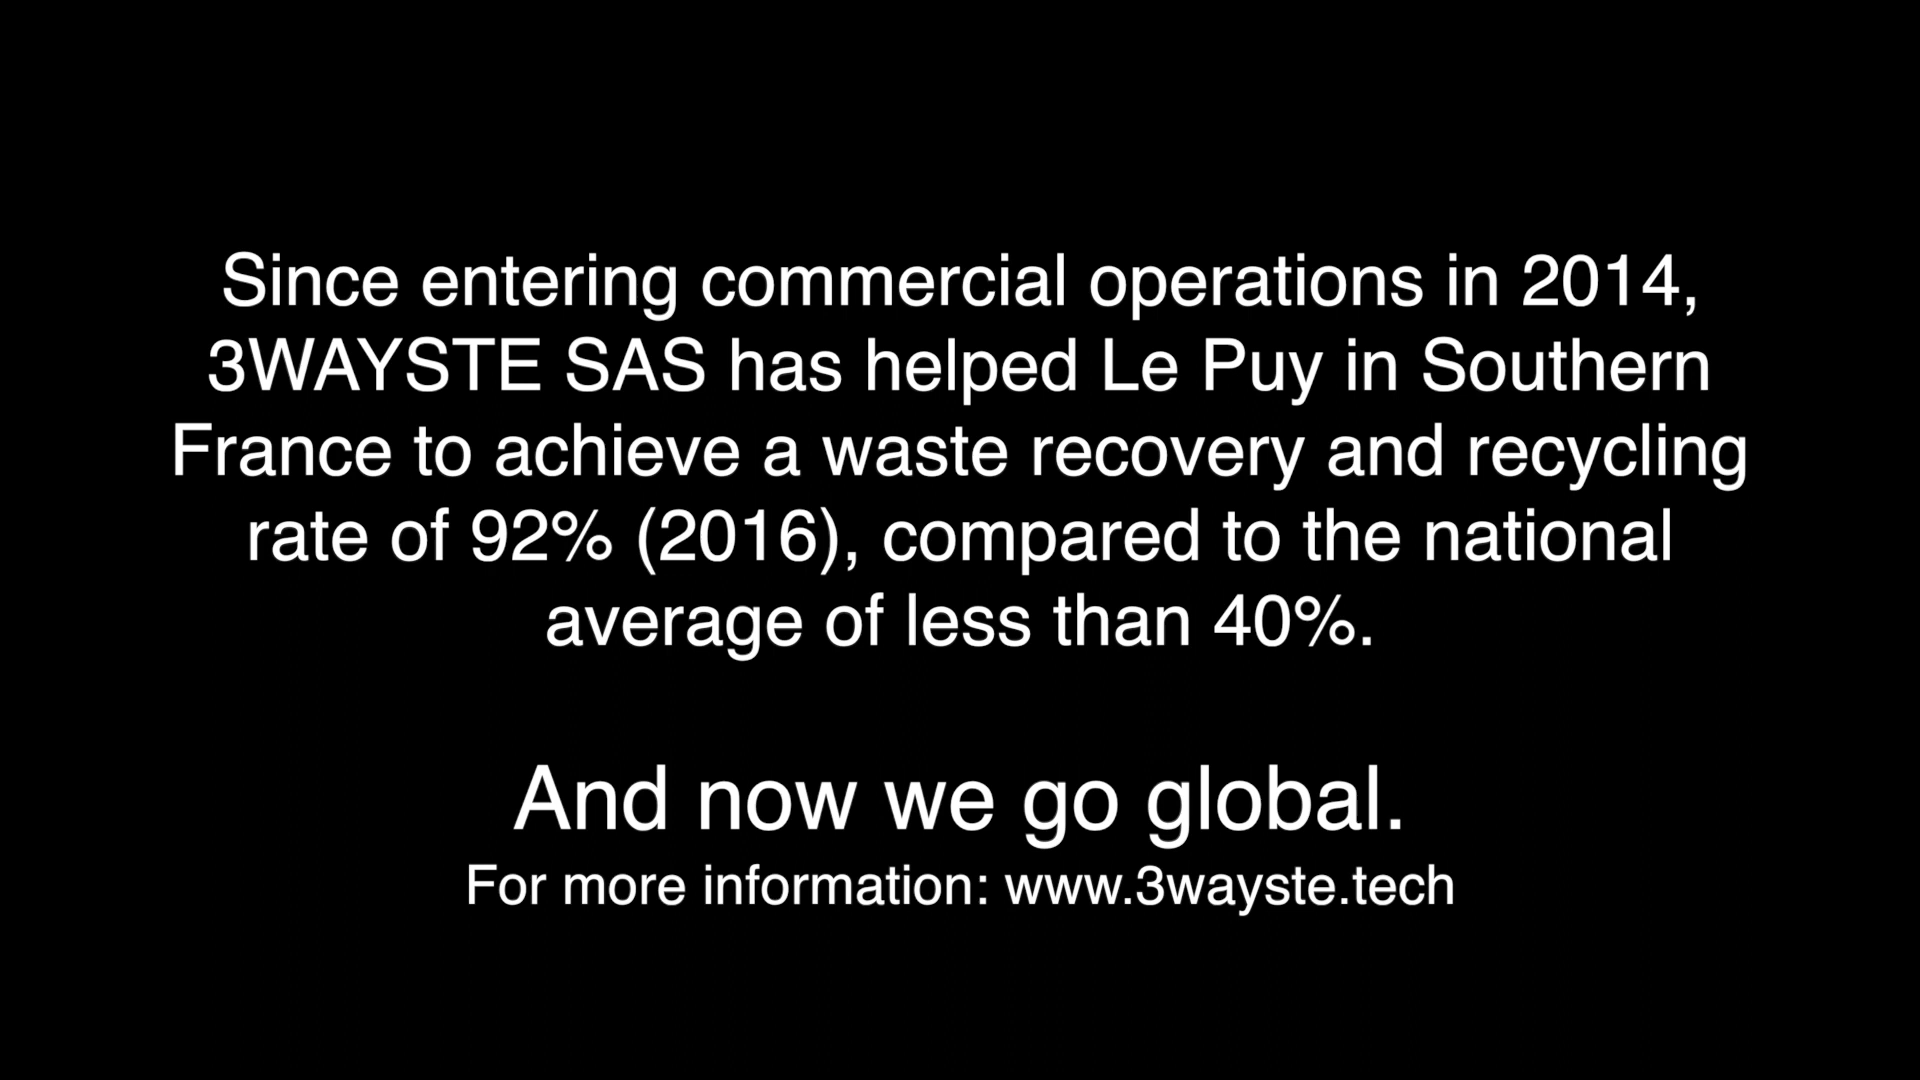 Since entering commercial operations in 2014,
3WAYSTE SAS has helped Le Puy in Southern
France to achieve a waste recovery and recycling
rate of 92% (2016), compared to the national
average of less than 40%.
And now we go global.
For more information: www.3wayste.tech